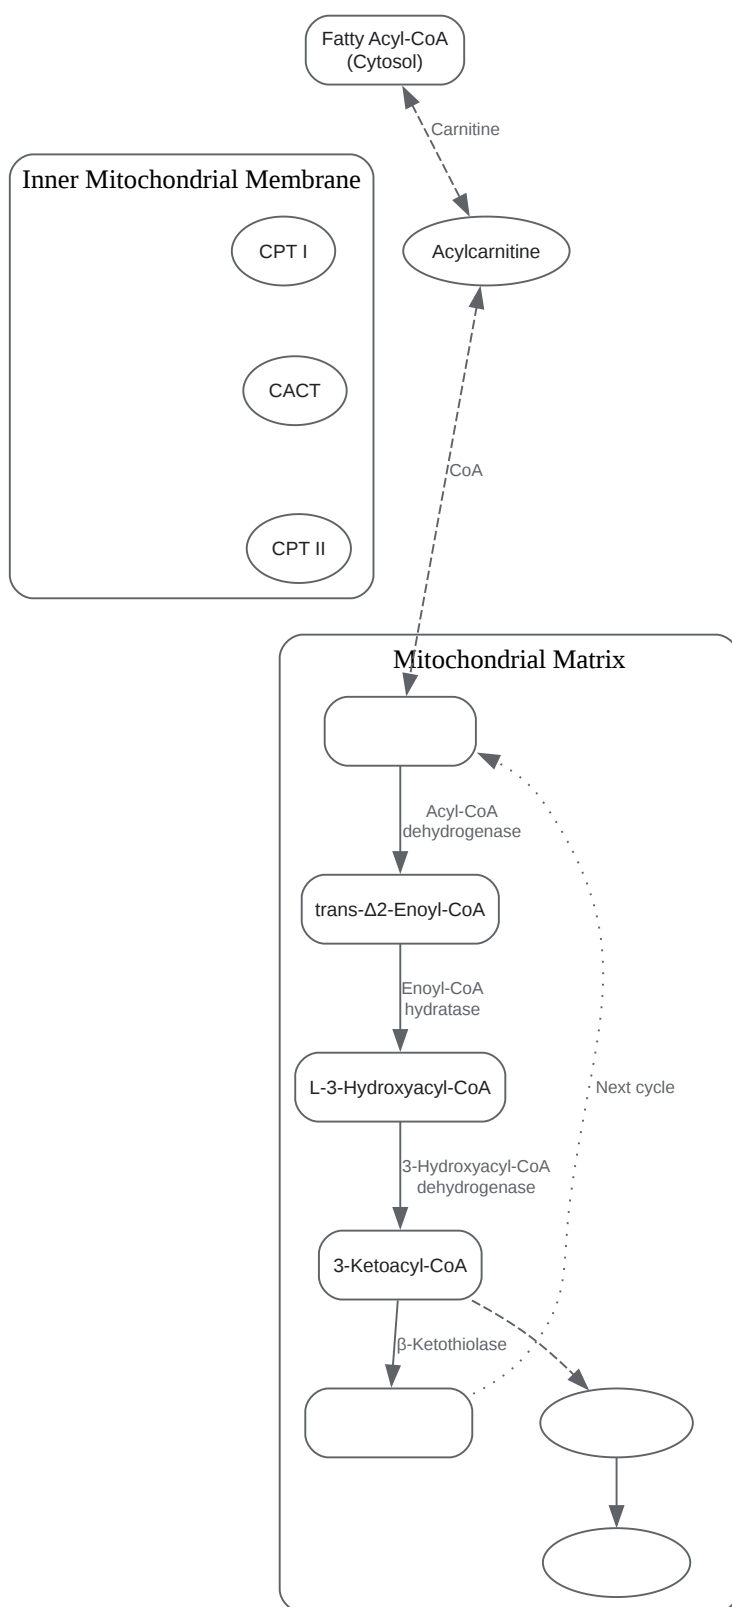 Fatty Acyl-CoA
(Cytosol)
Carnitine
Inner Mitochondrial Membrane
CPT I
Acylcarnitine
CACT
CoA
CPT II
Mitochondrial Matrix
Acyl-CoA
dehydrogenase
trans-Δ2-Enoyl-CoA
Enoyl-CoA
hydratase
L-3-Hydroxyacyl-CoA
Next cycle
3-Hydroxyacyl-CoA
dehydrogenase
3-Ketoacyl-CoA
β-Ketothiolase